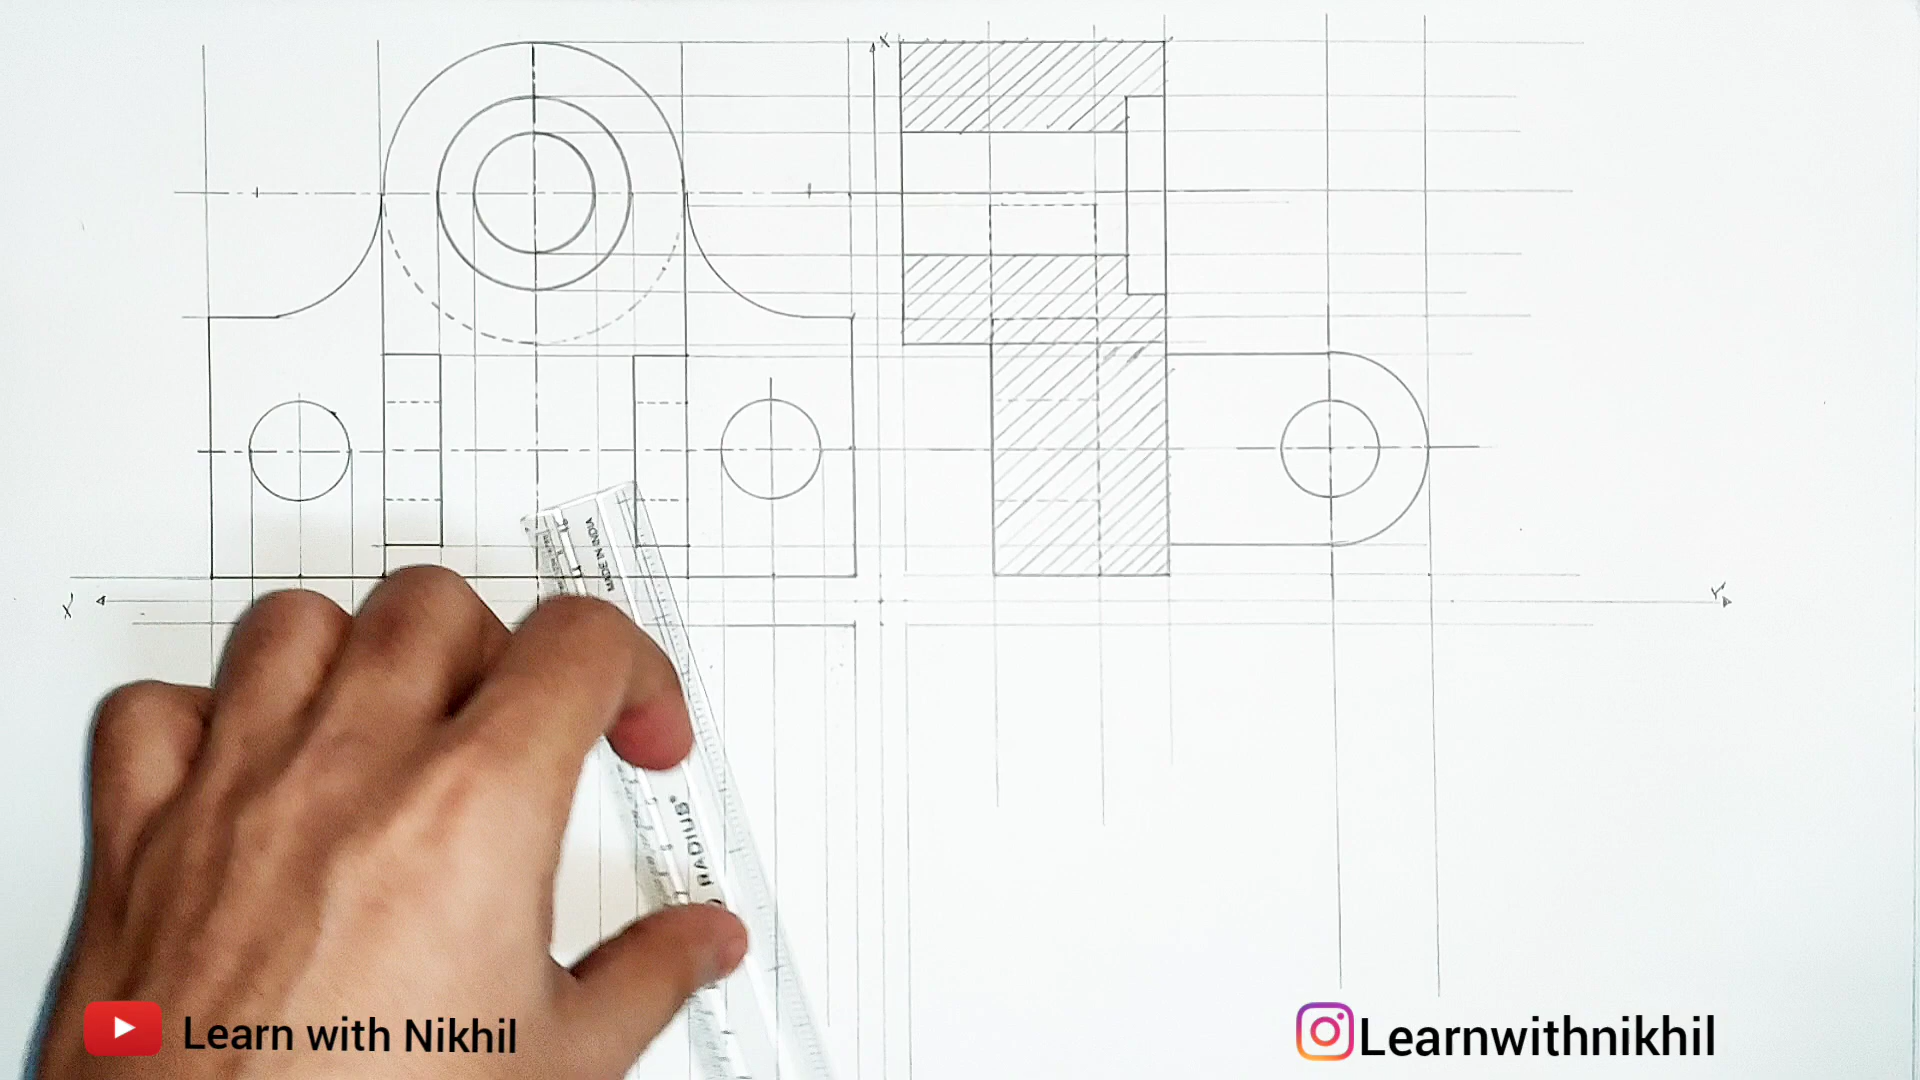 X
X'
Y
MADE IN INDIA
RADIUS®
Learn with Nikhil
Learnwithnikhil